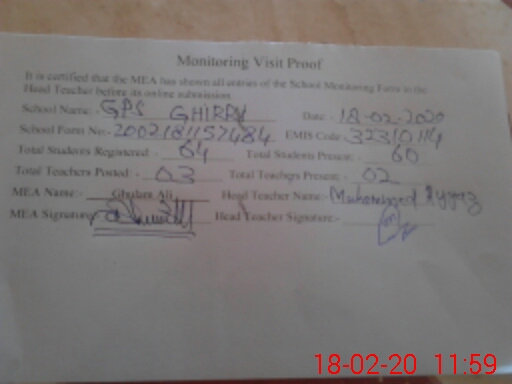 Monitoring Visit Proof
It is certified that the MEA has shown all entries of the School Monitoring Form to the
Head Teacher before its online submission.
School Name:- GPS GHIRRV Date:- 18-02-2020
School Form No:- 2002181157484 EMIS Code:- 32310114
Total Students Registered:- 64 Total Students Present:- 60
Total Teachers Posted:- 03 Total Teachers Present:- 02
MEA Name:- Ghulam Ali Head Teacher Name:- Muhammad Ayyaz
MEA Signature:- Head Teacher Signature:-
18-02-20 11:59